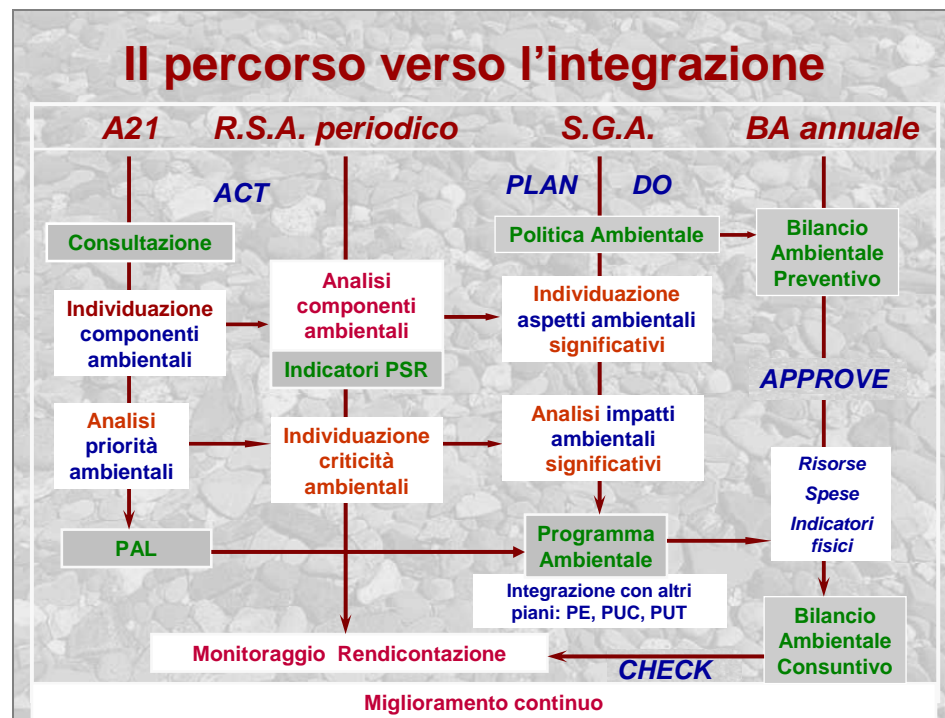 Il percorso verso l'integrazione
A21
R.S.A. periodico
S.G.A.
BA annuale
ACT
PLAN
DO
Consultazione
Politica Ambientale
Bilancio
Ambientale
Preventivo
Individuazione
componenti
ambientali
Analisi
componenti
ambientali
Indicatori PSR
Individuazione
aspetti ambientali
significativi
APPROVE
Analisi
priorità
ambientali
Individuazione
criticità
ambientali
Analisi impatti
ambientali
significativi
Risorse
Spese
Indicatori
fisici
PAL
Programma
Ambientale
Integrazione con altri
piani: PE, PUC, PUT
Bilancio
Ambientale
Consuntivo
Monitoraggio Rendicontazione
CHECK
Miglioramento continuo